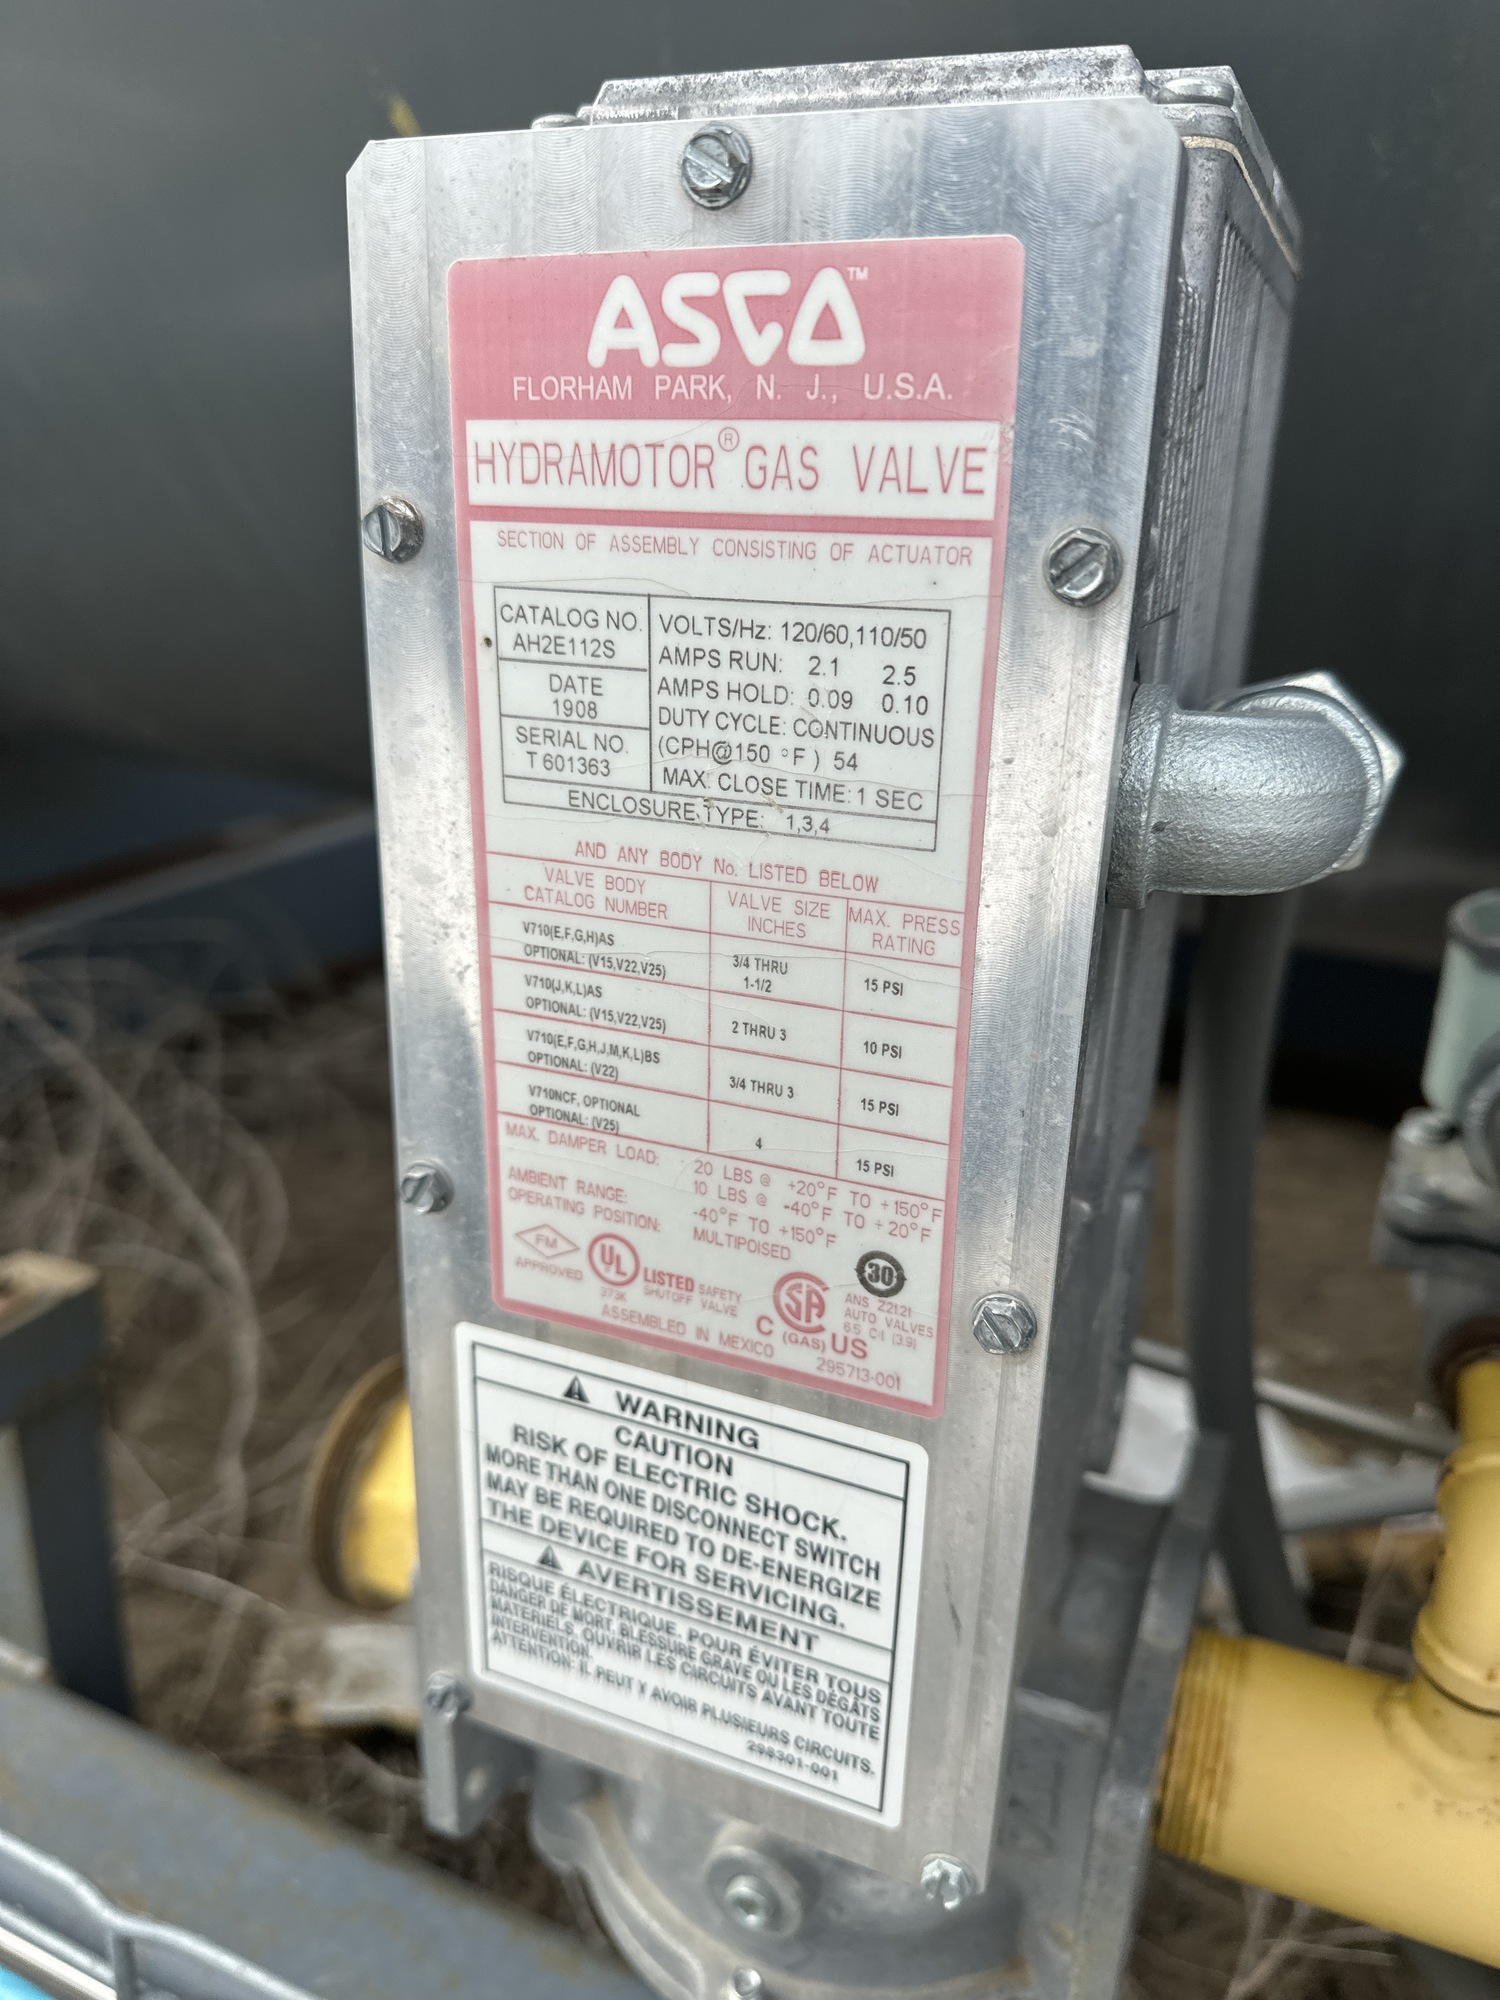 ASCO™
FLORHAM PARK, N. J., U.S.A.
HYDRAMOTOR® GAS VALVE
SECTION OF ASSEMBLY CONSISTING OF ACTUATOR
CATALOG NO.
AH2E112S
DATE
1908
SERIAL NO.
T 601363
VOLTS/Hz: 120/60,110/50
AMPS RUN: 2.1 2.5
AMPS HOLD: 0.09 0.10
DUTY CYCLE: CONTINUOUS
(CPH@150 °F ) 54
MAX. CLOSE TIME: 1 SEC
ENCLOSURE TYPE: 1,3,4
AND ANY BODY No. LISTED BELOW
VALVE BODY
CATALOG NUMBER
VALVE SIZE
INCHES
MAX. PRESS
RATING
V710(E,F,G,H)AS
OPTIONAL: (V15,V22,V25)
3/4 THRU
1-1/2
15 PSI
V710(J,K,L)AS
OPTIONAL: (V15,V22,V25)
2 THRU 3
10 PSI
V710(E,F,G,H,J,M,K,L)BS
OPTIONAL: (V22)
3/4 THRU 3
15 PSI
V710NCF, OPTIONAL
OPTIONAL: (V25)
4
15 PSI
MAX. DAMPER LOAD: 20 LBS @ +20°F TO +150°F
10 LBS @ -40°F TO +20°F
AMBIENT RANGE: -40°F TO +150°F
OPERATING POSITION: MULTIPOISED
FM
APPROVED
UL
373K
LISTED SAFETY
SHUTOFF VALVE
C SA US
(GAS)
30
ANS Z21.21
AUTO VALVES
6.5 C-I (3.9)
ASSEMBLED IN MEXICO
295713-001
WARNING
CAUTION
RISK OF ELECTRIC SHOCK.
MORE THAN ONE DISCONNECT SWITCH
MAY BE REQUIRED TO DE-ENERGIZE
THE DEVICE FOR SERVICING.
AVERTISSEMENT
RISQUE ÉLECTRIQUE. POUR ÉVITER TOUS
DANGER DE MORT, BLESSURE GRAVE OU LES DÉGÂTS
MATERIELS, OUVRIR LES CIRCUITS AVANT TOUTE
INTERVENTION.
ATTENTION: IL PEUT Y AVOIR PLUSIEURS CIRCUITS.
298301-001